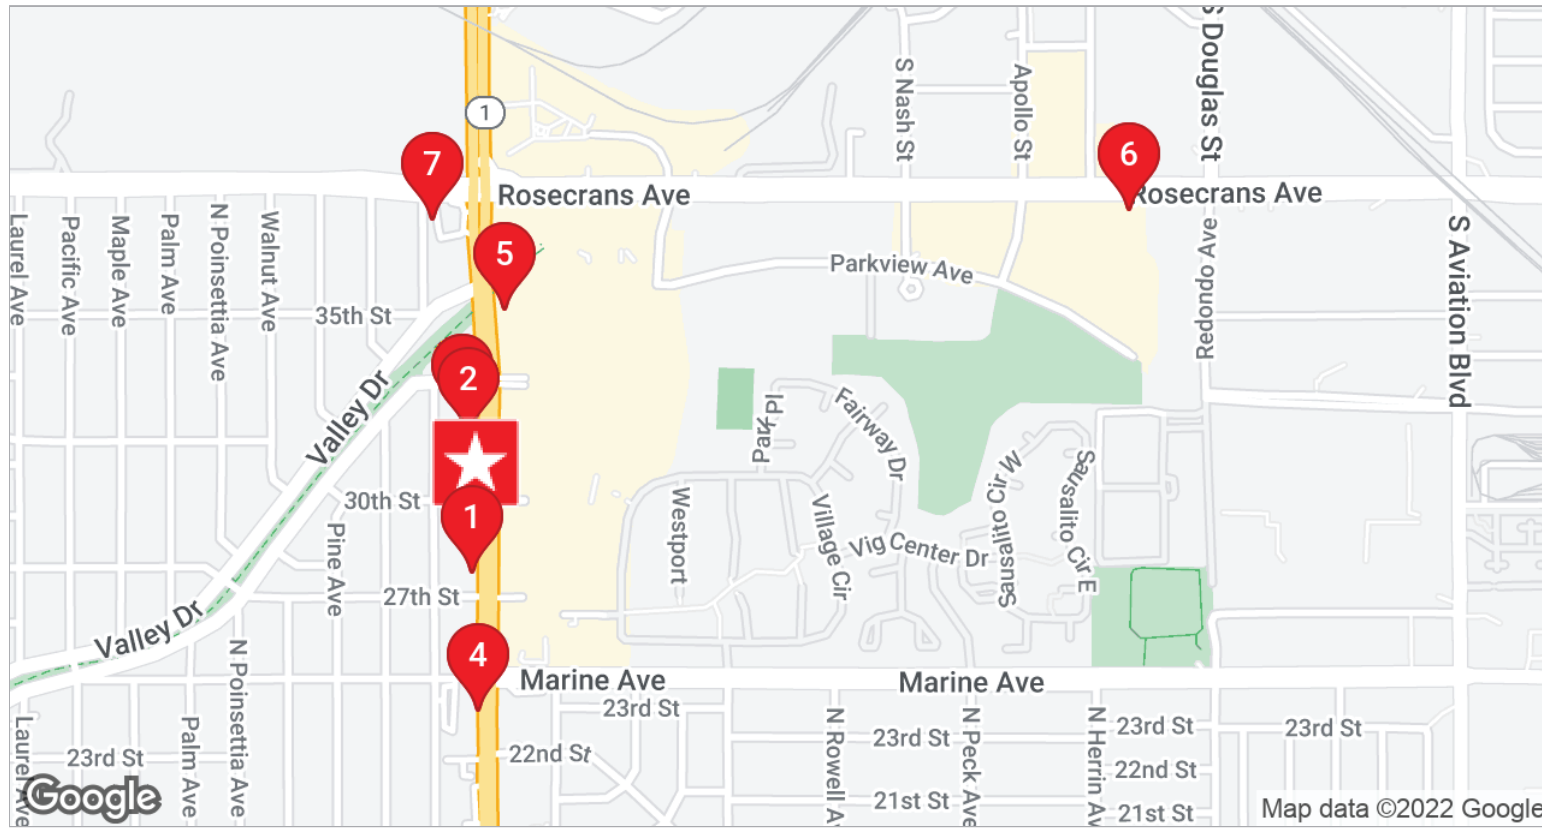 S Douglas St
1
S Nash St
Apollo St
7
6
Rosecrans Ave
Rosecrans Ave
Laurel Ave
Pacific Ave
Maple Ave
Palm Ave
N Poinsettia Ave
Walnut Ave
5
Parkview Ave
Redondo Ave
S Aviation Blvd
35th St
2
Valley Dr
Park Pl
Fairway Dr
Sausalito Cir W
Sausalito Cir E
30th St
1
Pine Ave
Westport
Village Cir
Vig Center Dr
27th St
Valley Dr
4
Marine Ave
Marine Ave
N Poinsettia Ave
Laurel Ave
Palm Ave
23rd St
23rd St
22nd St
N Rowell Av
23rd St
N Peck Ave
N Herrin Av
23rd St
23rd St
22nd St
21st St
21st St
Google
Map data ©2022 Google